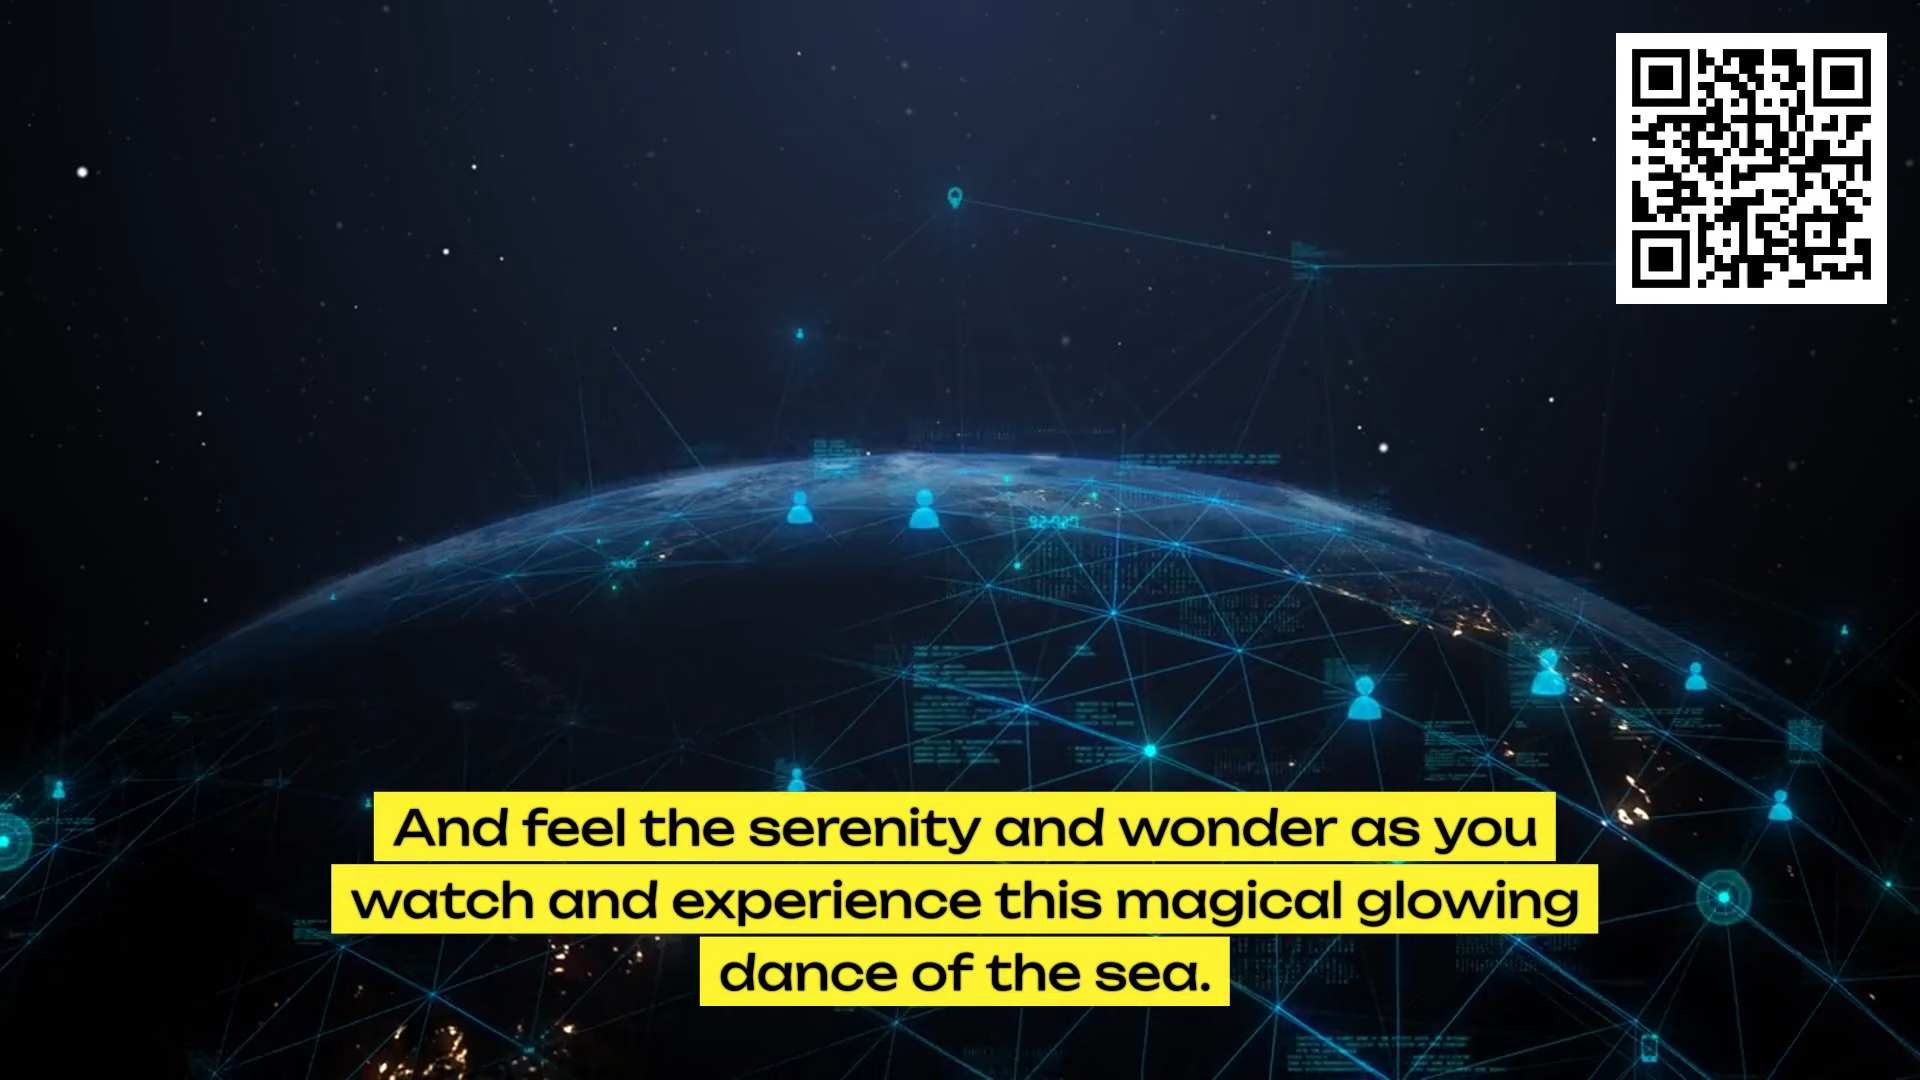 And feel the serenity and wonder as you
watch and experience this magical glowing
dance of the sea.